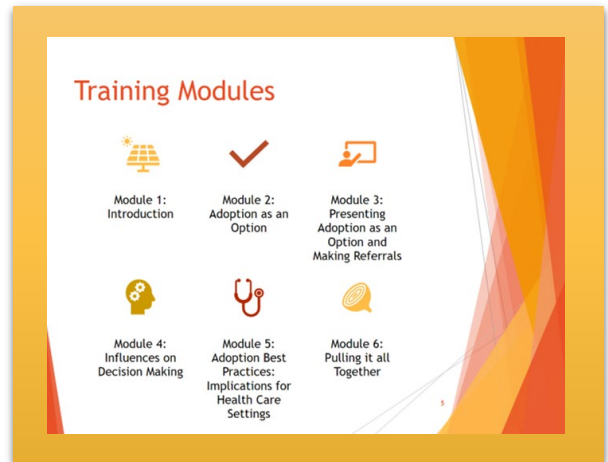 Training Modules
Module 1:
Introduction
Module 2:
Adoption as an
Option
Module 3:
Presenting
Adoption as an
Option and
Making Referrals
Module 4:
Influences on
Decision Making
Module 5:
Adoption Best
Practices:
Implications for
Health Care
Settings
Module 6:
Pulling it all
Together
5